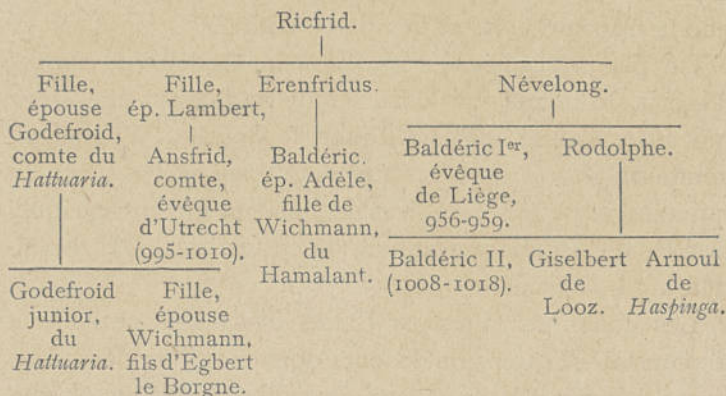 Ricfrid.
Fille,
épouse
Godefroid,
comte du
Hattuaria.
Fille,
ép. Lambert,
Ansfrid,
comte,
évêque
d'Utrecht
(995-1010).
Erenfridus.
Baldéric.
ép. Adèle,
fille de
Wichmann,
du
Hamalant.
Névelong.
Baldéric Ier,
évêque
de Liège,
956-959.
Rodolphe.
Godefroid
junior,
du
Hattuaria.
Fille,
épouse
Wichmann,
fils d'Egbert
le Borgne.
Baldéric II,
(1008-1018).
Giselbert
de
Looz.
Arnoul
de
Haspinga.